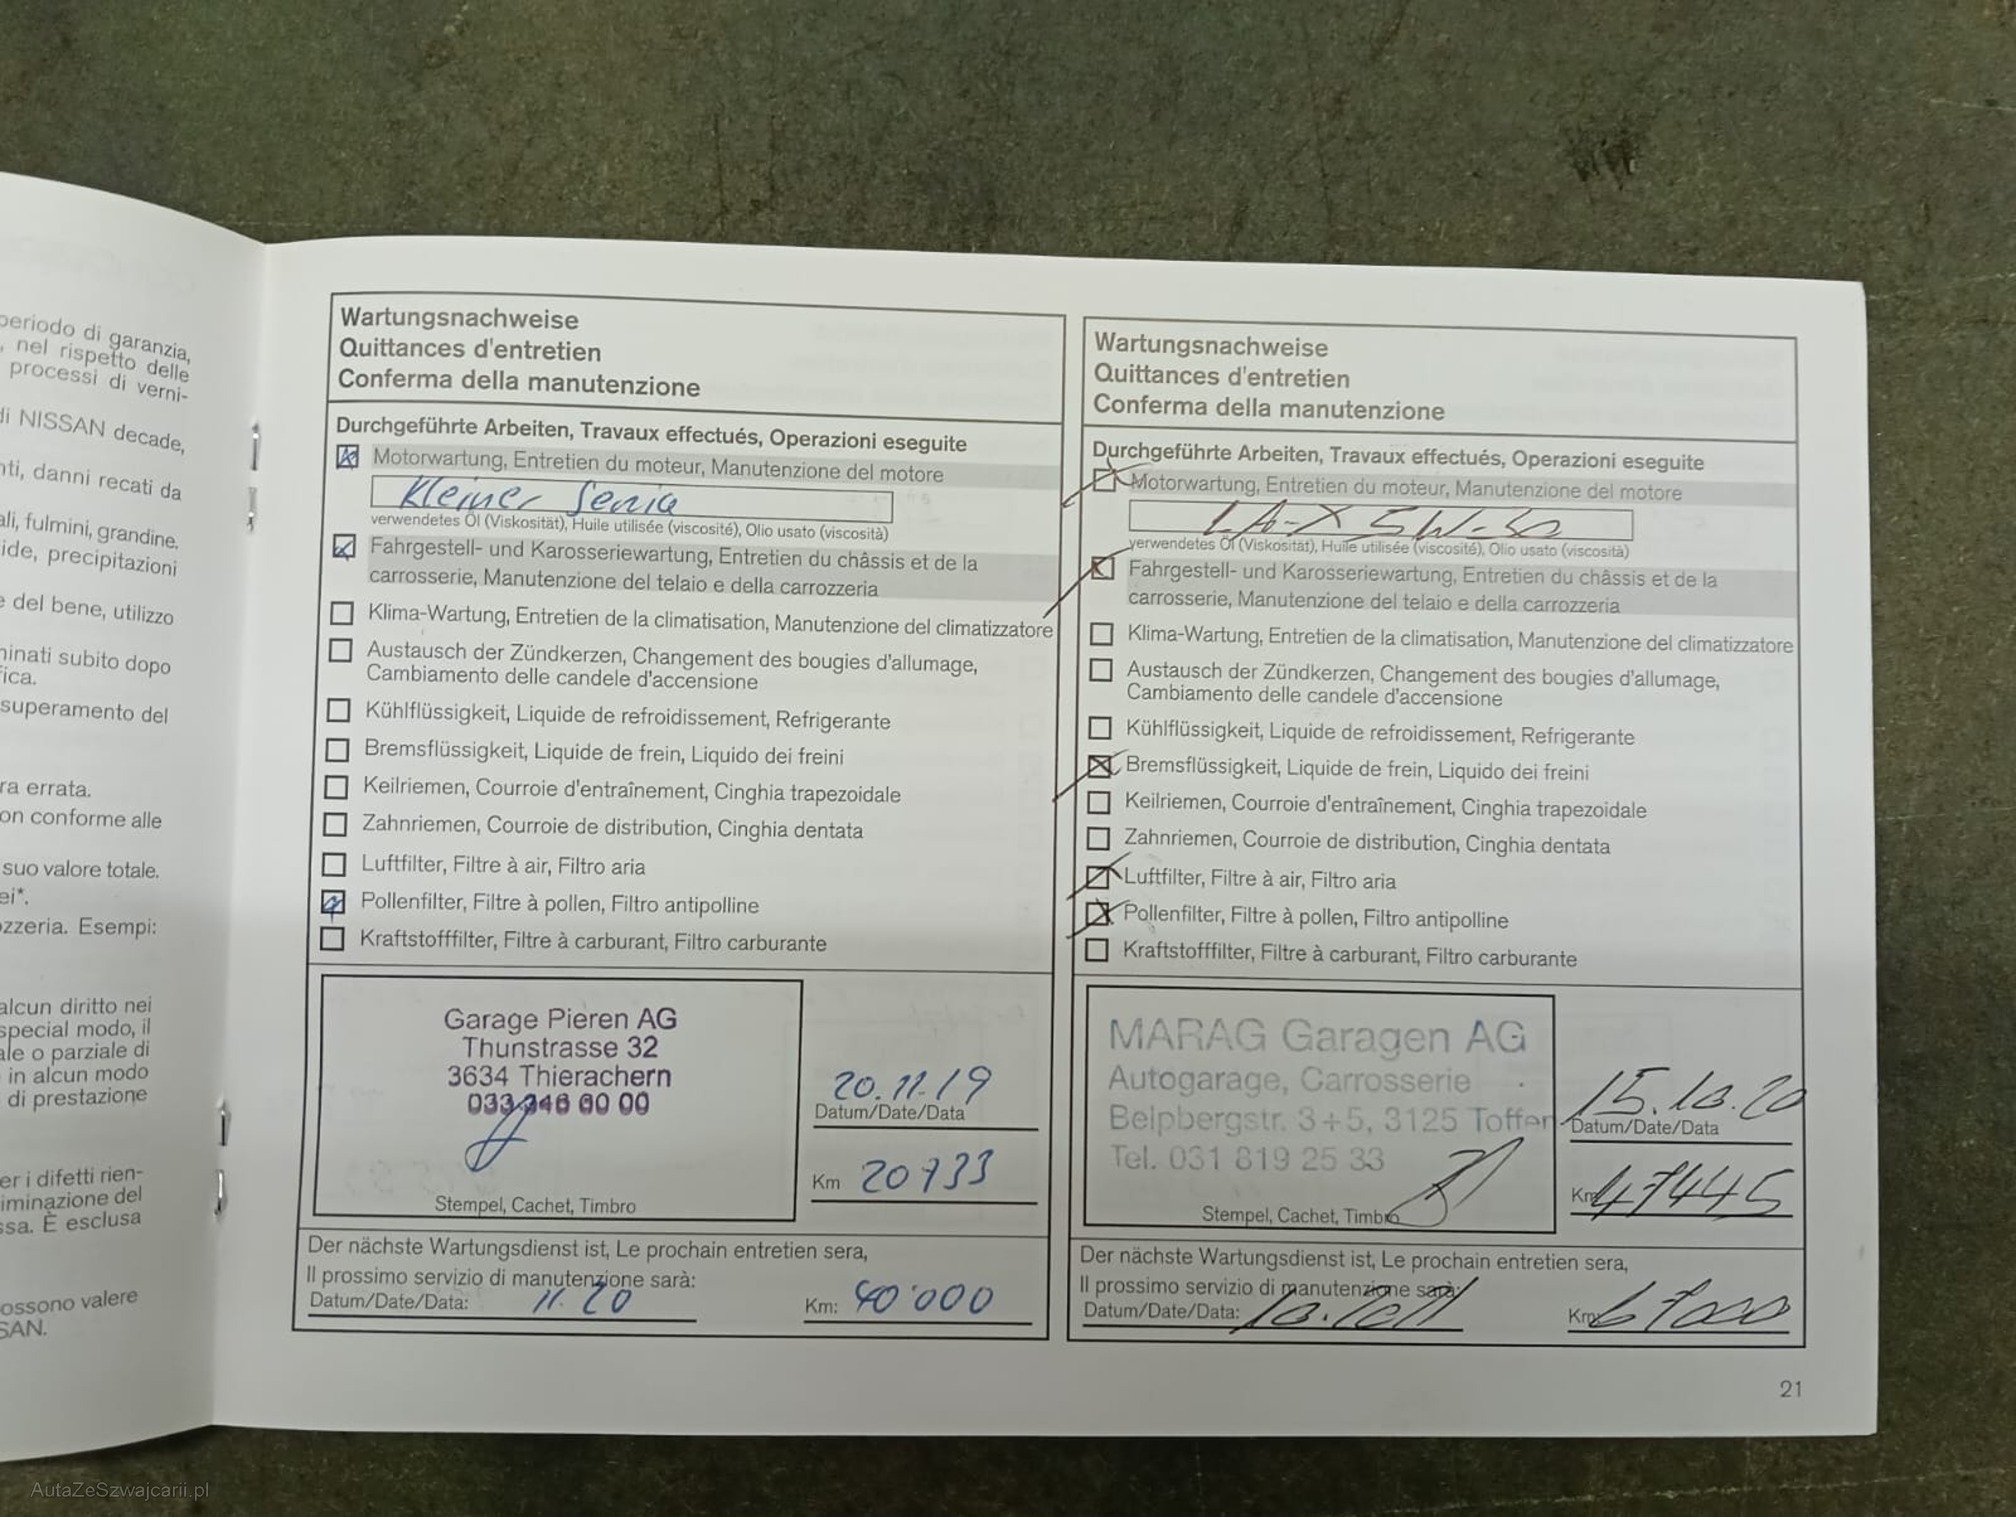 periodo di garanzia,
, nel rispetto delle
processi di verni-
di NISSAN decade,
nti, danni recati da
ali, fulmini, grandine.
ide, precipitazioni
e del bene, utilizzo
ninati subito dopo
fica.
superamento del
ra errata.
on conforme alle
suo valore totale.
ei*.
ozzeria. Esempi:
alcun diritto nei
special modo, il
ale o parziale di
in alcun modo
di prestazione
er i difetti rien-
iminazione del
ssa. È esclusa
ossono valere
SAN.
Wartungsnachweise
Quittances d'entretien
Conferma della manutenzione
Durchgeführte Arbeiten, Travaux effectués, Operazioni eseguite
Motorwartung, Entretien du moteur, Manutenzione del motore
Kleiner
verwendetes Öl (Viskosität), Huile utilisée (viscosité), Olio usato (viscosità)
Fahrgestell- und Karosseriewartung, Entretien du châssis et de la
carrosserie, Manutenzione del telaio e della carrozzeria
Klima-Wartung, Entretien de la climatisation, Manutenzione del climatizzatore
Austausch der Zündkerzen, Changement des bougies d'allumage,
Cambiamento delle candele d'accensione
Kühlflüssigkeit, Liquide de refroidissement, Refrigerante
Bremsflüssigkeit, Liquide de frein, Liquido dei freini
Keilriemen, Courroie d'entraînement, Cinghia trapezoidale
Zahnriemen, Courroie de distribution, Cinghia dentata
Luftfilter, Filtre à air, Filtro aria
Pollenfilter, Filtre à pollen, Filtro antipolline
Kraftstofffilter, Filtre à carburant, Filtro carburante
Garage Pieren AG
Thunstrasse 32
3634 Thierachern
033 346 60 00
Stempel, Cachet, Timbro
20.11.19
Datum/Date/Data
Km 20733
Der nächste Wartungsdienst ist, Le prochain entretien sera,
Il prossimo servizio di manutenzione sarà:
Datum/Date/Data: 11.20
Km: 40'000
Wartungsnachweise
Quittances d'entretien
Conferma della manutenzione
Durchgeführte Arbeiten, Travaux effectués, Operazioni eseguite
Motorwartung, Entretien du moteur, Manutenzione del motore
5W-30
verwendetes Öl (Viskosität), Huile utilisée (viscosité), Olio usato (viscosità)
Fahrgestell- und Karosseriewartung, Entretien du châssis et de la
carrosserie, Manutenzione del telaio e della carrozzeria
Klima-Wartung, Entretien de la climatisation, Manutenzione del climatizzatore
Austausch der Zündkerzen, Changement des bougies d'allumage,
Cambiamento delle candele d'accensione
Kühlflüssigkeit, Liquide de refroidissement, Refrigerante
Bremsflüssigkeit, Liquide de frein, Liquido dei freini
Keilriemen, Courroie d'entraînement, Cinghia trapezoidale
Zahnriemen, Courroie de distribution, Cinghia dentata
Luftfilter, Filtre à air, Filtro aria
Pollenfilter, Filtre à pollen, Filtro antipolline
Kraftstofffilter, Filtre à carburant, Filtro carburante
MARAG Garagen AG
Autogarage, Carrosserie
Belpbergstr. 3+5, 3125 Toffen
Tel. 031 819 25 33
Stempel, Cachet, Timbro
15.10.20
Datum/Date/Data
Km 47445
Der nächste Wartungsdienst ist, Le prochain entretien sera,
Il prossimo servizio di manutenzione sarà:
Datum/Date/Data:
Km: 67000
21
AutaZeSzwajcarii.pl